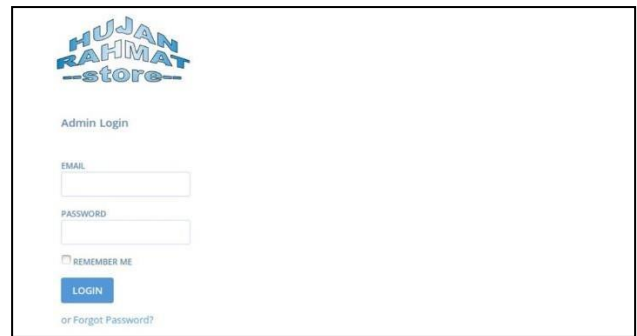 HUJAN
RAHMAT
--store--
Admin Login
EMAIL
PASSWORD
REMEMBER ME
LOGIN
or Forgot Password?